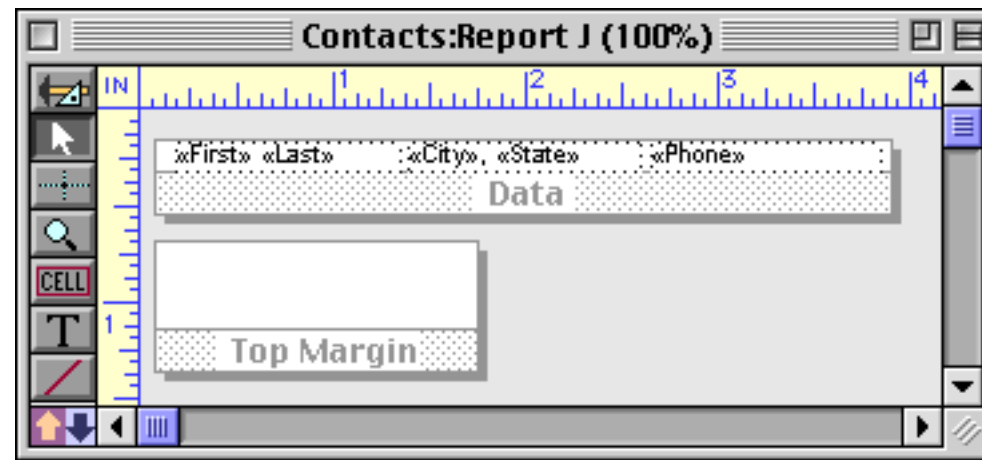 Contacts:Report J (100%)
IN 1 2 3 4
»First» «Last» «City», «State» «Phone»
Data
CELL
T
1
Top Margin